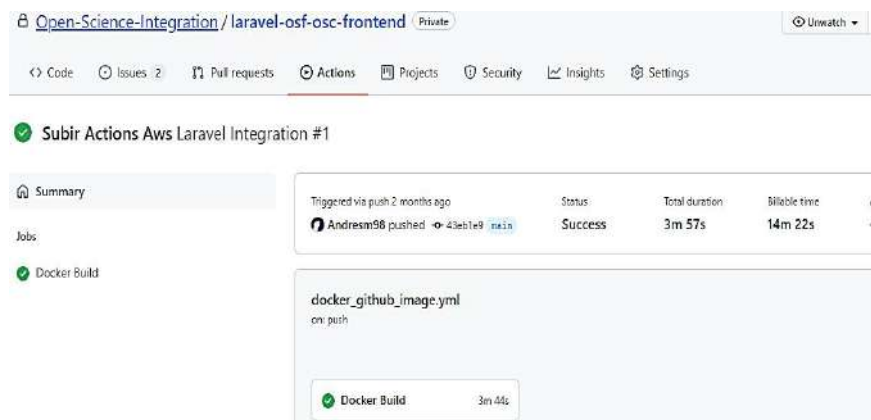 Open-Science-Integration / laravel-osf-osc-frontend Private Unwatch
Code Issues 2 Pull requests Actions Projects Security Insights Settings
Subir Actions Aws Laravel Integration #1
Summary
Jobs
Docker Build
Triggered via push 2 months ago
Andresm98 pushed 43eb1e9 main
Status
Success
Total duration
3m 57s
Billable time
14m 22s
docker_github_image.yml
on: push
Docker Build 3m 44s